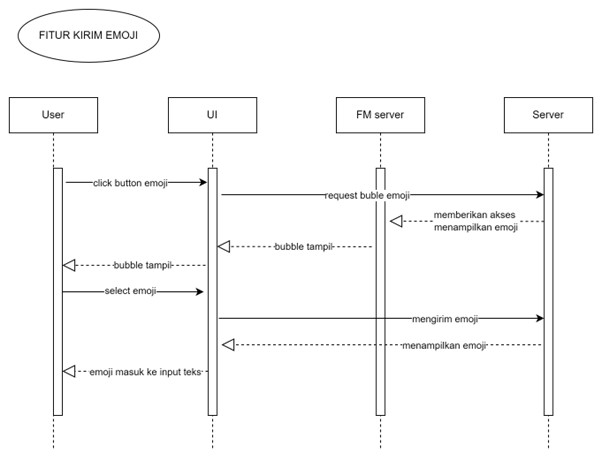 FITUR KIRIM EMOJI
User
UI
FM server
Server
click button emoji
request buble emoji
memberikan akses
menampilkan emoji
bubble tampil
bubble tampil
select emoji
mengirim emoji
menampilkan emoji
emoji masuk ke input teks